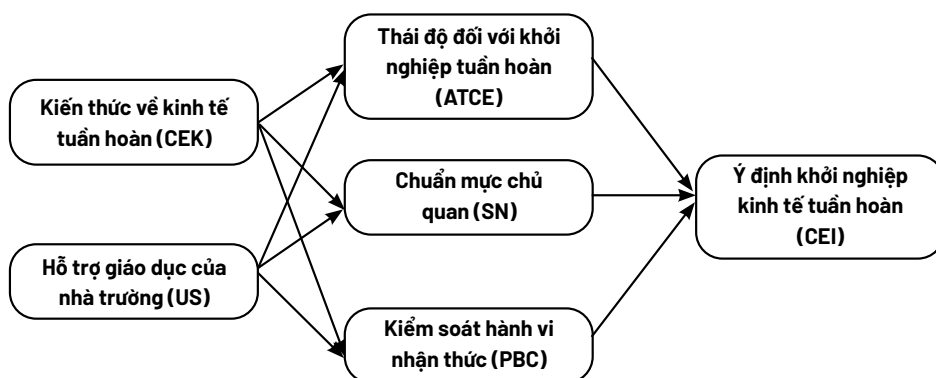 Kiến thức về kinh tế
tuần hoàn (CEK)
Hỗ trợ giáo dục của
nhà trường (US)
Thái độ đối với khởi
nghiệp tuần hoàn
(ATCE)
Chuẩn mực chủ
quan (SN)
Kiểm soát hành vi
nhận thức (PBC)
Ý định khởi nghiệp
kinh tế tuần hoàn
(CEI)